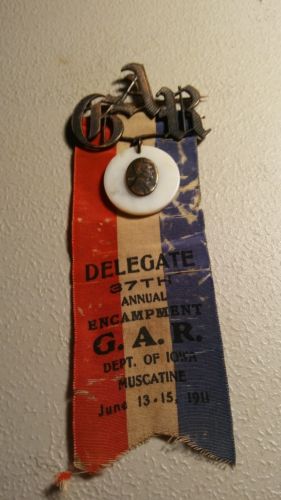 GAR
DELEGATE
37TH
ANNUAL
ENCAMPMENT
G. A. R.
DEPT. OF IOWA
MUSCATINE
June 13-15, 1911